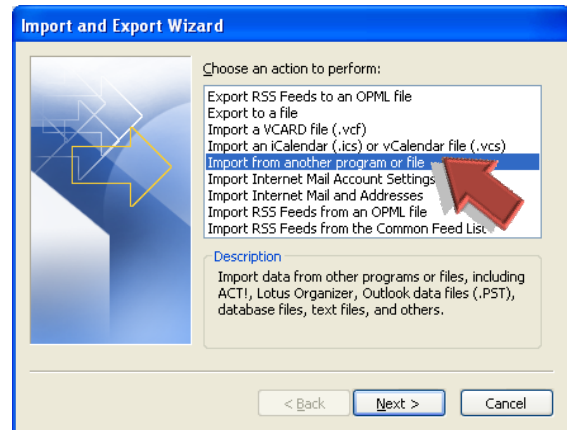 Import and Export Wizard
Choose an action to perform:
Export RSS Feeds to an OPML file
Export to a file
Import a VCARD file (.vcf)
Import an iCalendar (.ics) or vCalendar file (.vcs)
Import from another program or file
Import Internet Mail Account Settings
Import Internet Mail and Addresses
Import RSS Feeds from an OPML file
Import RSS Feeds from the Common Feed List
Description
Import data from other programs or files, including
ACT!, Lotus Organizer, Outlook data files (.PST),
database files, text files, and others.
< Back Next > Cancel